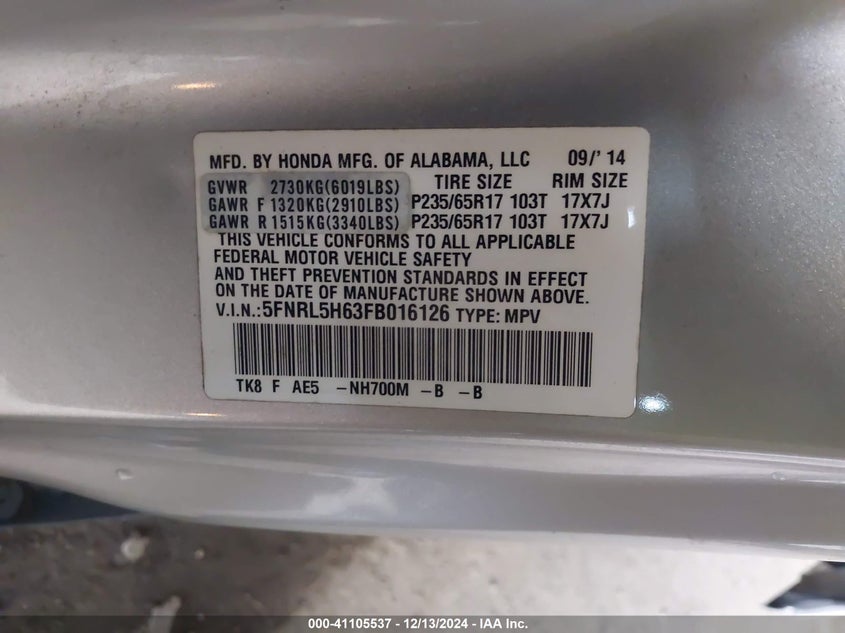 MFD. BY HONDA MFG. OF ALABAMA, LLC 09/' 14
GVWR 2730KG(6019LBS) TIRE SIZE RIM SIZE
GAWR F 1320KG(2910LBS) P235/65R17 103T 17X7J
GAWR R 1515KG(3340LBS) P235/65R17 103T 17X7J
THIS VEHICLE CONFORMS TO ALL APPLICABLE
FEDERAL MOTOR VEHICLE SAFETY
AND THEFT PREVENTION STANDARDS IN EFFECT
ON THE DATE OF MANUFACTURE SHOWN ABOVE.
V.I.N.:5FNRL5H63FB016126 TYPE: MPV
TK8 F AE5 -NH700M -B -B
000-41105537 - 12/13/2024 - IAA Inc.